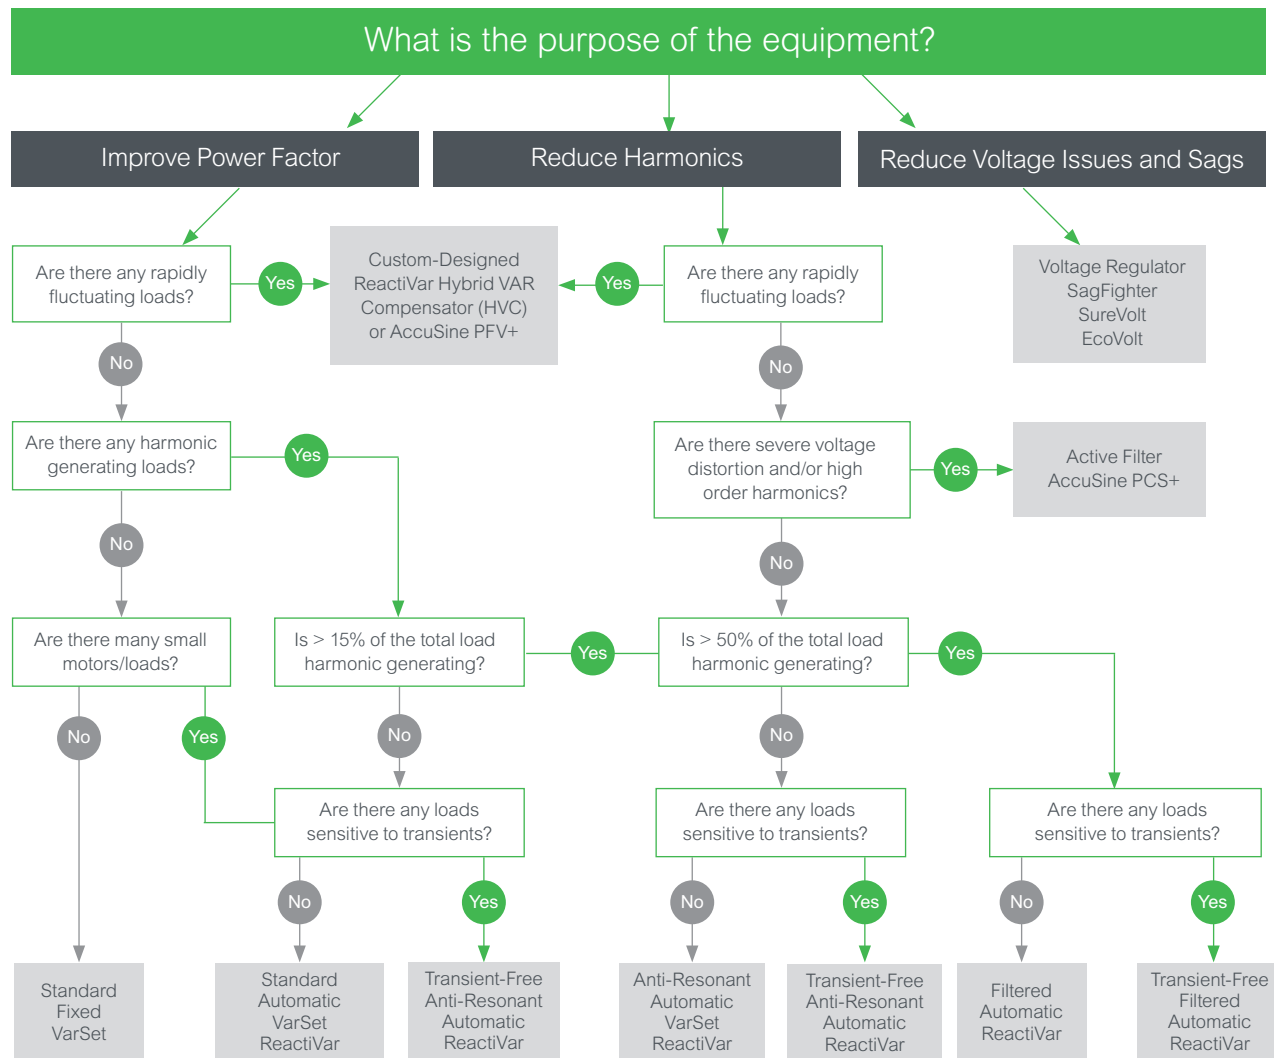 What is the purpose of the equipment?
Improve Power Factor
Reduce Harmonics
Reduce Voltage Issues and Sags
Are there any rapidly
fluctuating loads?
Yes
Custom-Designed
ReactiVar Hybrid VAR
Compensator (HVC)
or AccuSine PFV+
Yes
Are there any rapidly
fluctuating loads?
Voltage Regulator
SagFighter
SureVolt
EcoVolt
No
No
Are there any harmonic
generating loads?
Yes
Are there severe voltage
distortion and/or high
order harmonics?
Yes
Active Filter
AccuSine PCS+
No
No
Are there many small
motors/loads?
Is > 15% of the total load
harmonic generating?
Yes
Is > 50% of the total load
harmonic generating?
Yes
No
Yes
No
No
Are there any loads
sensitive to transients?
Are there any loads
sensitive to transients?
Are there any loads
sensitive to transients?
No
Yes
No
Yes
No
Yes
Standard
Fixed
VarSet
Standard
Automatic
VarSet
ReactiVar
Transient-Free
Anti-Resonant
Automatic
ReactiVar
Anti-Resonant
Automatic
VarSet
ReactiVar
Transient-Free
Anti-Resonant
Automatic
ReactiVar
Filtered
Automatic
ReactiVar
Transient-Free
Filtered
Automatic
ReactiVar